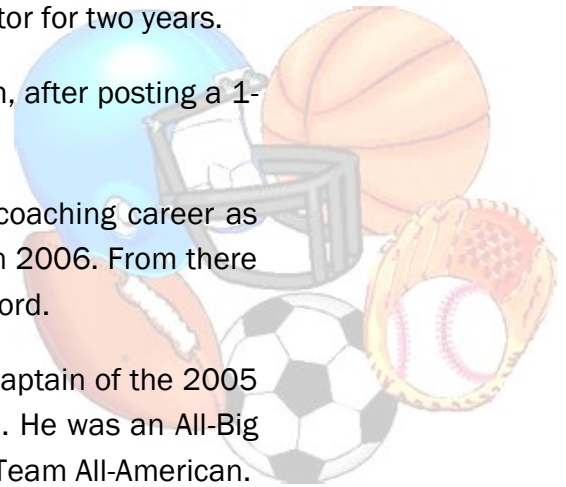 tor for two years.
n, after posting a 1-
coaching career as
n 2006. From there
ord.
aptain of the 2005
. He was an All-Big
Team All-American.